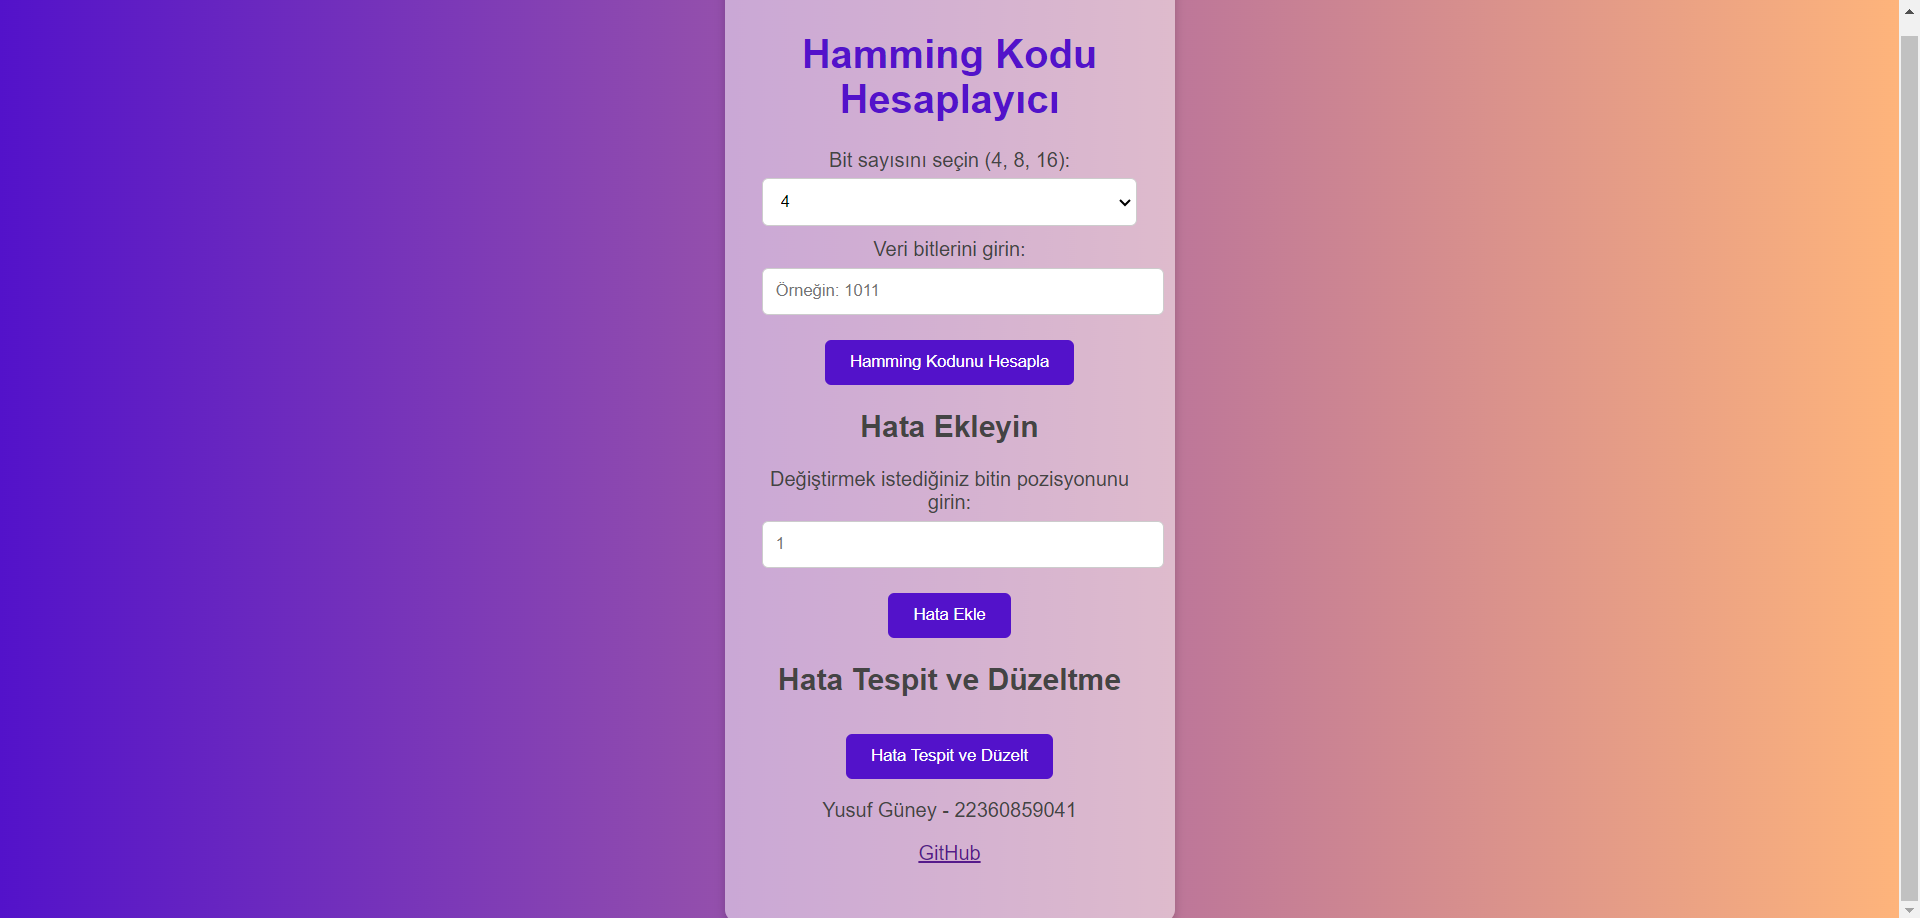 Hamming Kodu
Hesaplayıcı
Bit sayısını seçin (4, 8, 16):
4
Veri bitlerini girin:
Örneğin: 1011
Hamming Kodunu Hesapla
Hata Ekleyin
Değiştirmek istediğiniz bitin pozisyonunu
girin:
1
Hata Ekle
Hata Tespit ve Düzeltme
Hata Tespit ve Düzelt
Yusuf Güney - 22360859041
GitHub